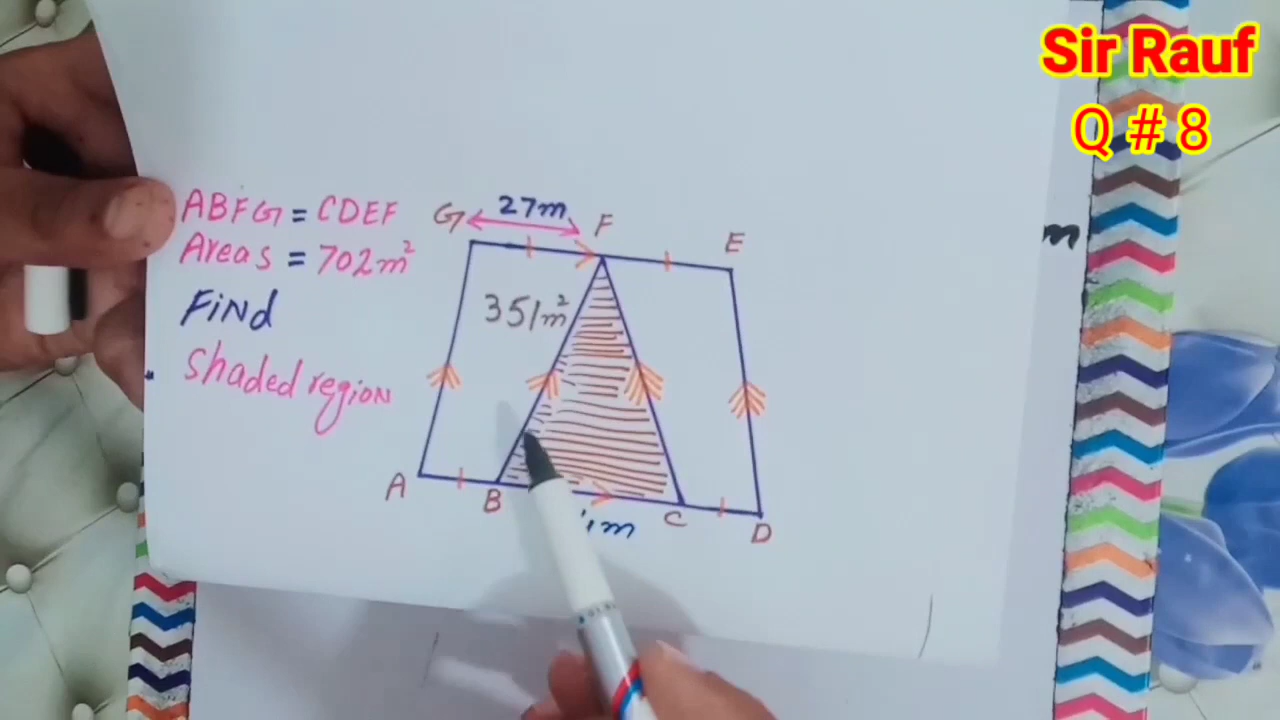 Sir Rauf
Q # 8
ABFG = CDEF
Areas = 702m²
FiNd
Shaded region
G
27m
F
E
351m²
A
B
C
D
m